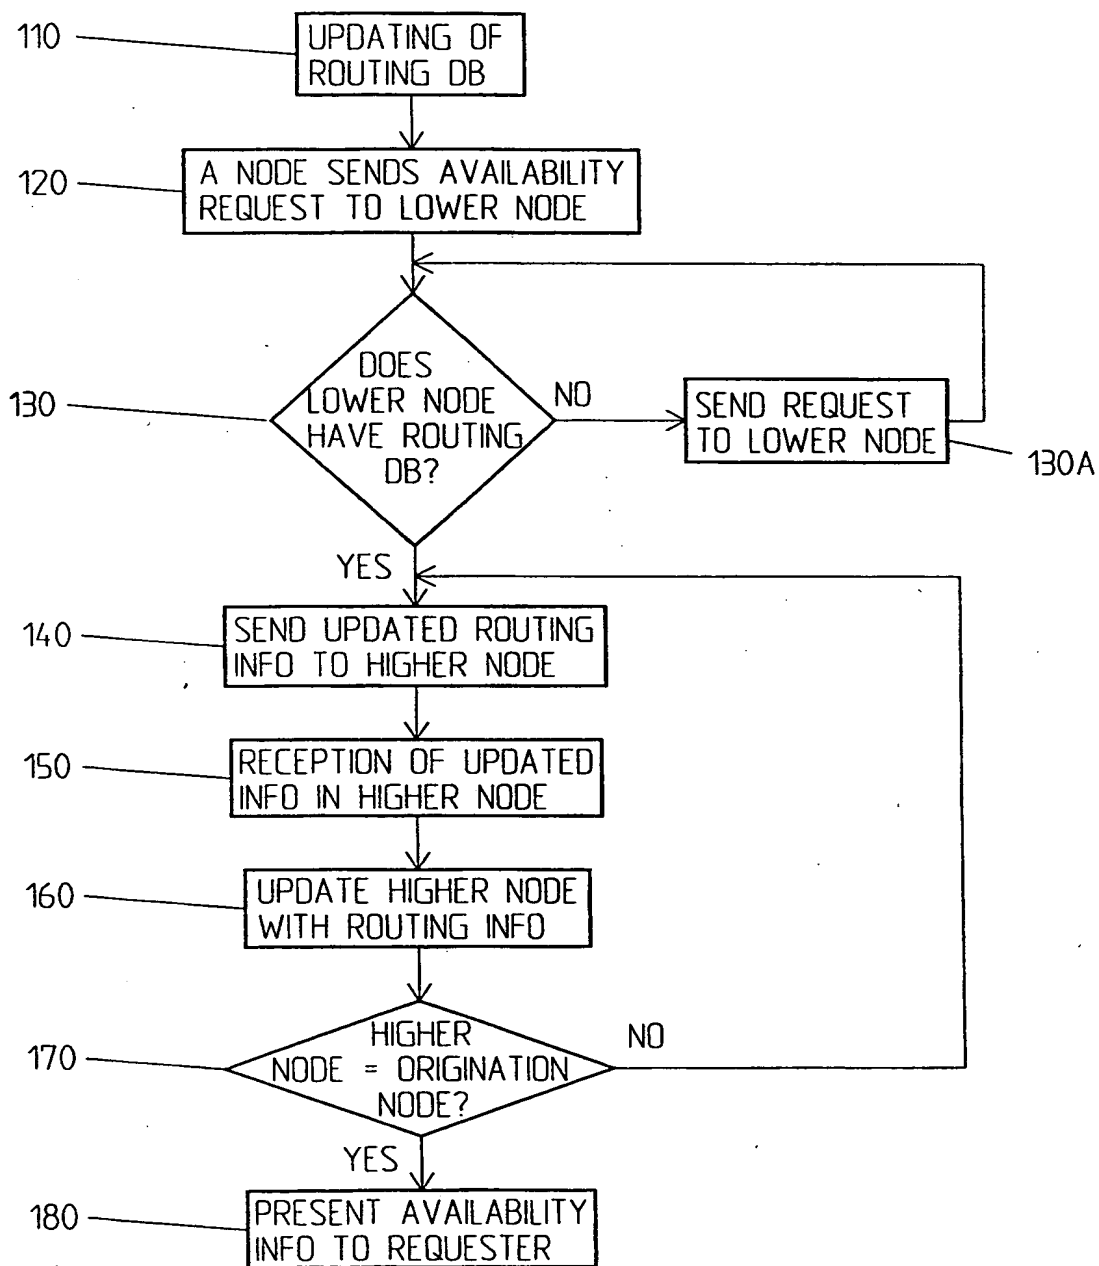 110
UPDATING OF
ROUTING DB
120
A NODE SENDS AVAILABILITY
REQUEST TO LOWER NODE
130
DOES
LOWER NODE
HAVE ROUTING
DB?
NO
SEND REQUEST
TO LOWER NODE
130A
YES
140
SEND UPDATED ROUTING
INFO TO HIGHER NODE
150
RECEPTION OF UPDATED
INFO IN HIGHER NODE
160
UPDATE HIGHER NODE
WITH ROUTING INFO
170
HIGHER
NODE = ORIGINATION
NODE?
NO
YES
180
PRESENT AVAILABILITY
INFO TO REQUESTER